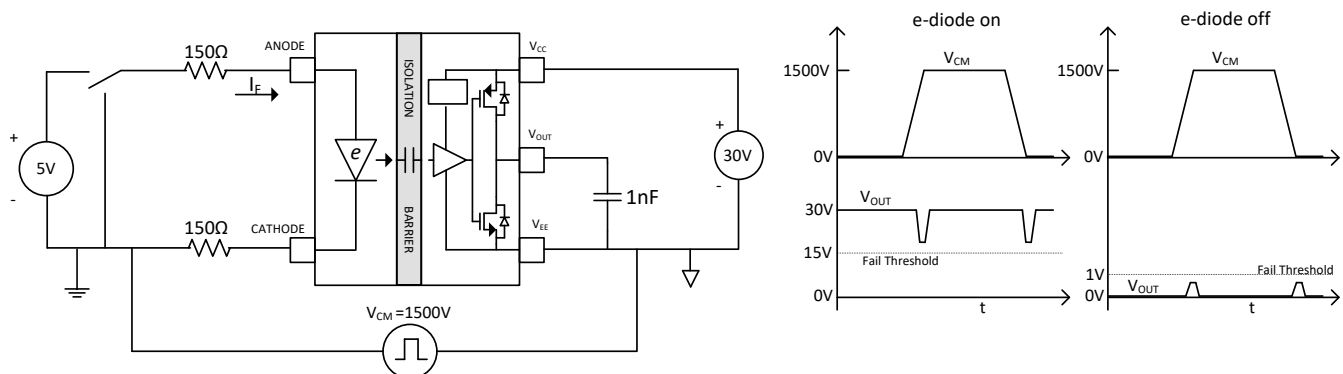 150Ω
ANODE
I_F
+
5V
-
150Ω
CATHODE
e
ISOLATION
BARRIER
V_CC
V_OUT
V_EE
1nF
+
30V
-
V_CM =1500V
e-diode on
1500V
V_CM
0V
V_OUT
30V
15V
Fail Threshold
0V
t
e-diode off
1500V
V_CM
0V
1V
Fail Threshold
V_OUT
0V
t